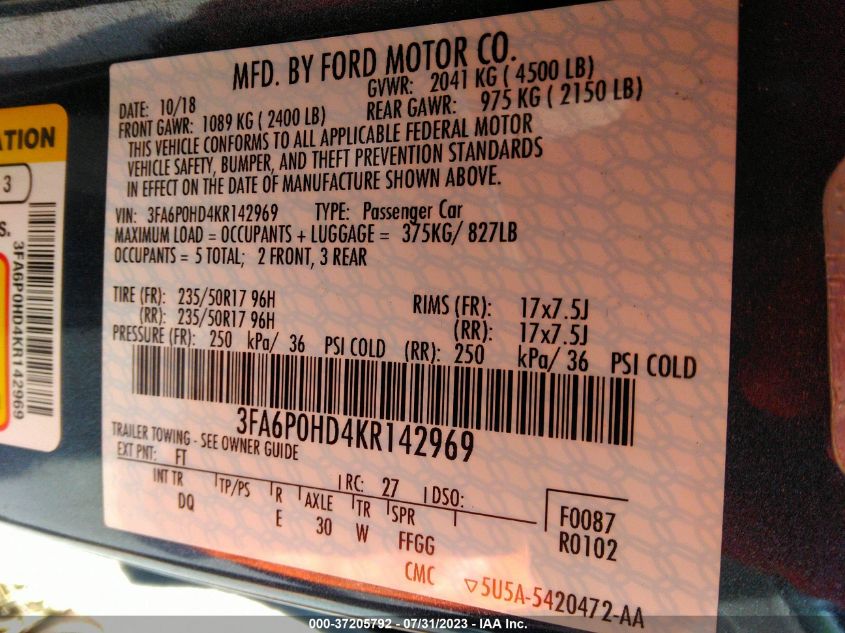 MFD. BY FORD MOTOR CO.
DATE: 10/18 GVWR: 2041 KG ( 4500 LB)
FRONT GAWR: 1089 KG ( 2400 LB) REAR GAWR: 975 KG ( 2150 LB)
THIS VEHICLE CONFORMS TO ALL APPLICABLE FEDERAL MOTOR
VEHICLE SAFETY, BUMPER, AND THEFT PREVENTION STANDARDS
IN EFFECT ON THE DATE OF MANUFACTURE SHOWN ABOVE.
VIN: 3FA6P0HD4KR142969 TYPE: Passenger Car
MAXIMUM LOAD = OCCUPANTS + LUGGAGE = 375KG/ 827LB
OCCUPANTS = 5 TOTAL; 2 FRONT, 3 REAR
TIRE (FR): 235/50R17 96H RIMS (FR): 17x7.5J
(RR): 235/50R17 96H (RR): 17x7.5J
PRESSURE (FR): 250 kPa/ 36 PSI COLD (RR): 250 kPa/ 36 PSI COLD
3FA6P0HD4KR142969
TRAILER TOWING - SEE OWNER GUIDE
EXT PNT: FT RC: 27 DSO:
INT TR TP/PS R AXLE TR SPR
DQ E 30 W FFGG
F0087
R0102
CMC
5U5A-5420472-AA
ATION
3
S.
3FA6P0HD4KR142969
000-37205792 - 07/31/2023 - IAA Inc.